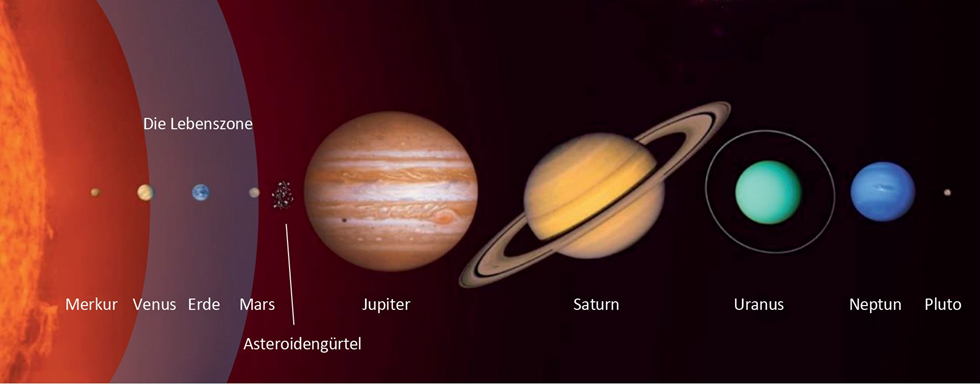 Die Lebenszone
Merkur Venus Erde Mars Jupiter Saturn Uranus Neptun Pluto
Asteroidengürtel